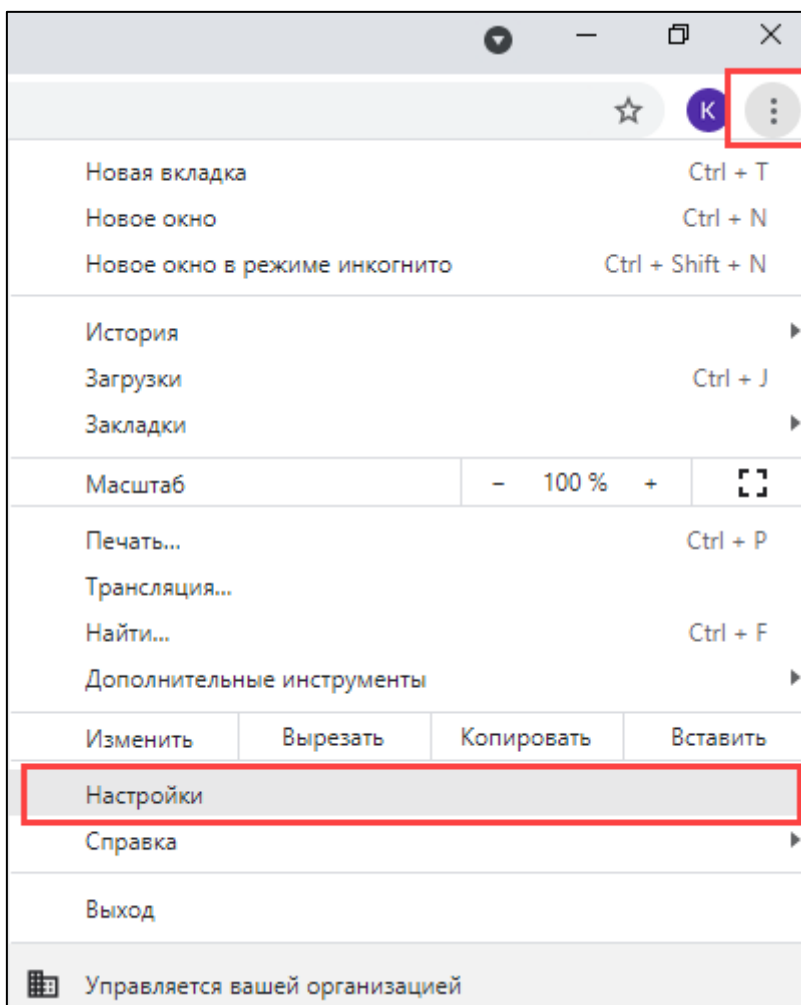 K
Новая вкладка Ctrl + T
Новое окно Ctrl + N
Новое окно в режиме инкогнито Ctrl + Shift + N
История
Загрузки Ctrl + J
Закладки
Масштаб − 100 % +
Печать... Ctrl + P
Трансляция...
Найти... Ctrl + F
Дополнительные инструменты
Изменить Вырезать Копировать Вставить
Настройки
Справка
Выход
Управляется вашей организацией